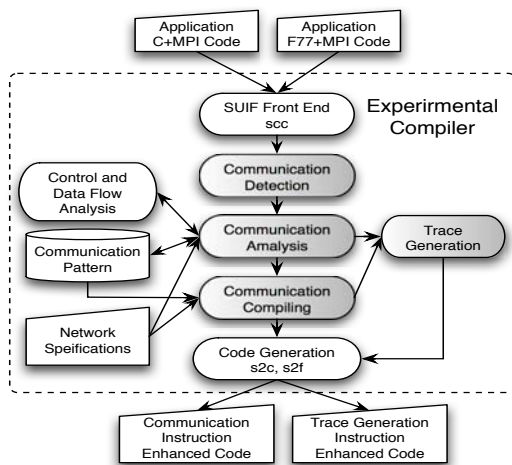 Application
C+MPI Code
Application
F77+MPI Code
SUIF Front End
scc
Experirmental
Compiler
Communication
Detection
Control and
Data Flow
Analysis
Communication
Amalysis
Trace
Generation
Communication
Pattern
Communication
Compiling
Network
Speifications
Code Generation
s2c, s2f
Communication
Instruction
Enhanced Code
Trace Generation
Instruction
Enhanced Code